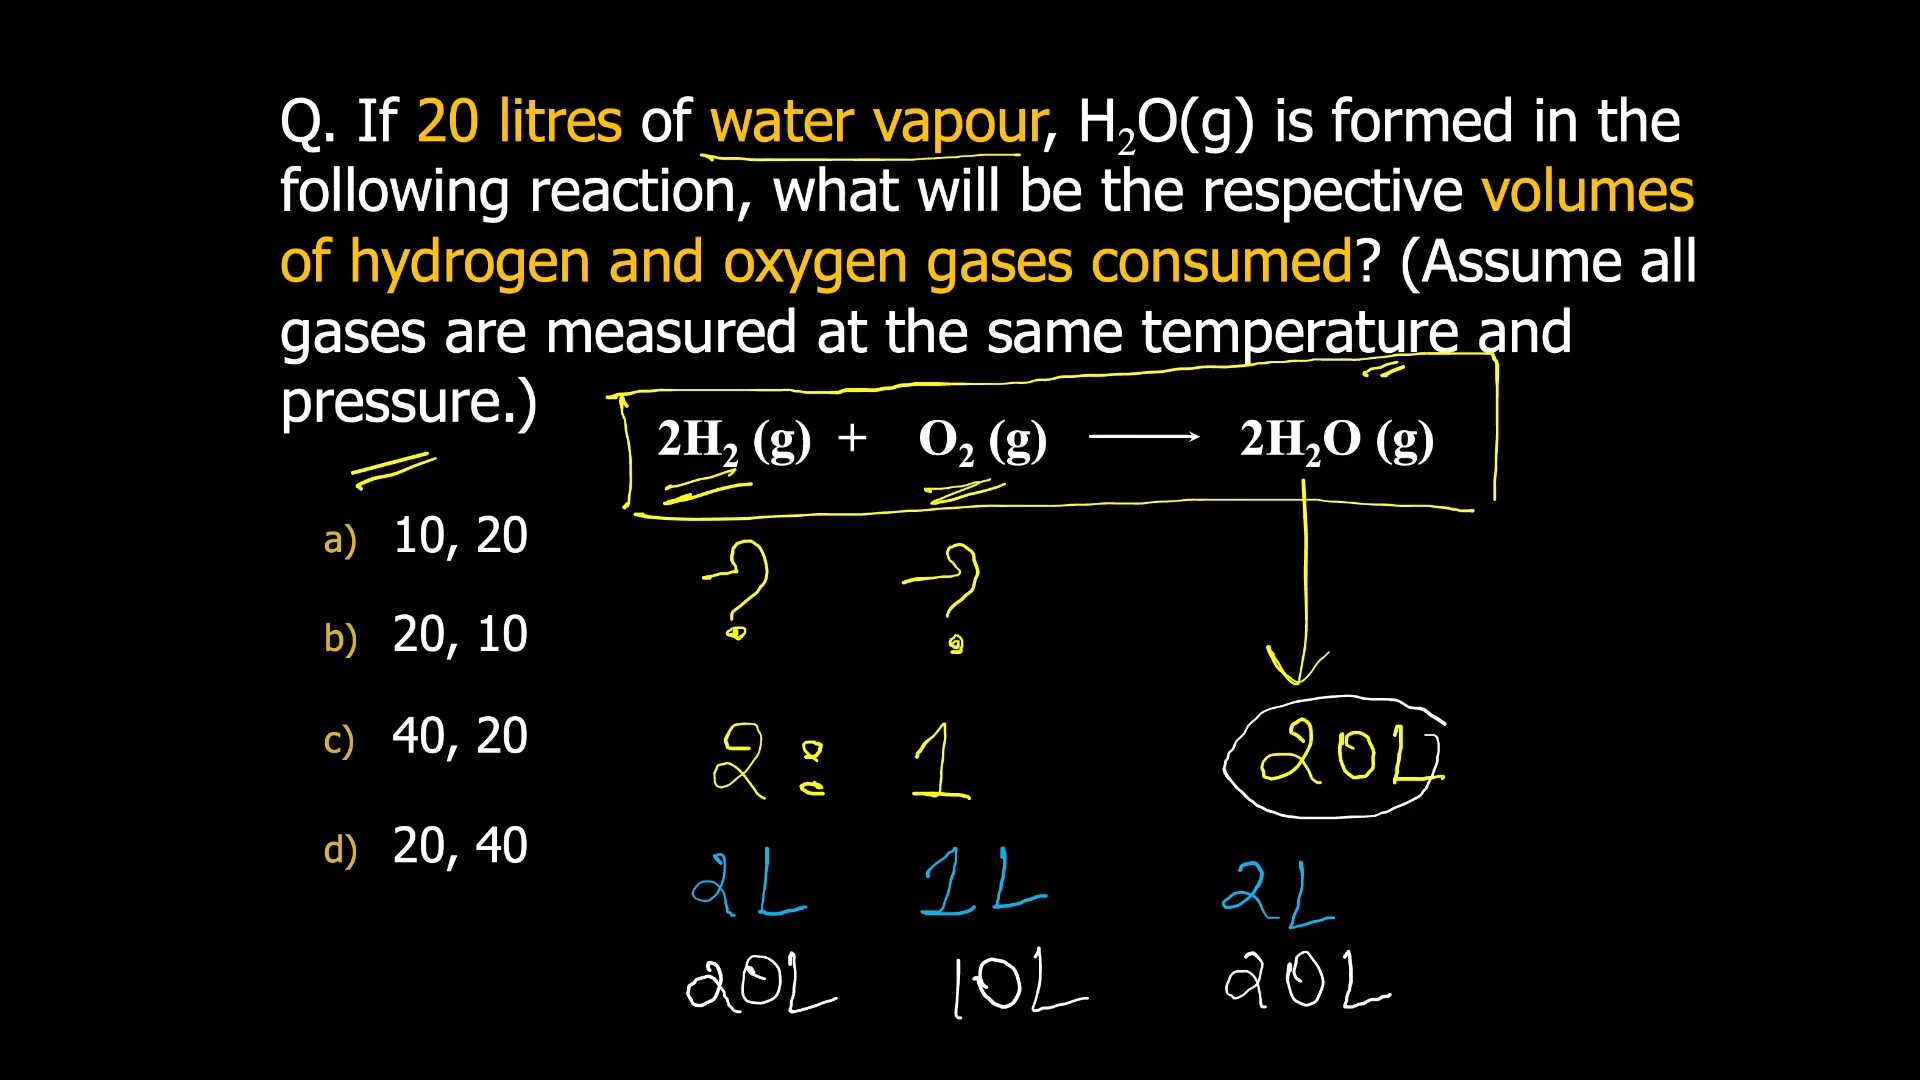 Q. If 20 litres of water vapour, H₂O(g) is formed in the
following reaction, what will be the respective volumes
of hydrogen and oxygen gases consumed? (Assume all
gases are measured at the same temperature and
pressure.)
2H₂ (g) + O₂ (g) ⟶ 2H₂O (g)
a) 10, 20
? ?
b) 20, 10
c) 40, 20
2 : 1 20L
d) 20, 40
2L 1L 2L
20L 10L 20L